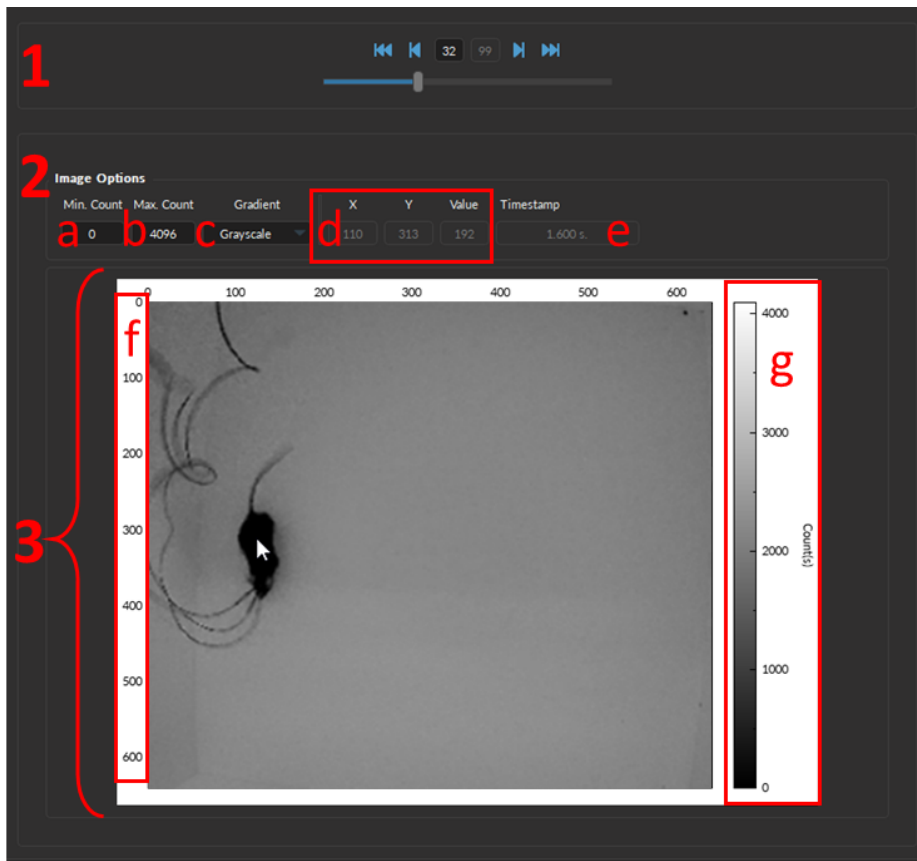 1
32 99
2
Image Options
Min. Count Max. Count Gradient X Y Value Timestamp
a 0 b 4096 c Grayscale d 110 313 192 1.600 s. e
3
0 100 200 300 400 500 600
f
0
100
200
300
400
500
600
g
4000
3000
2000
1000
0
Count(s)